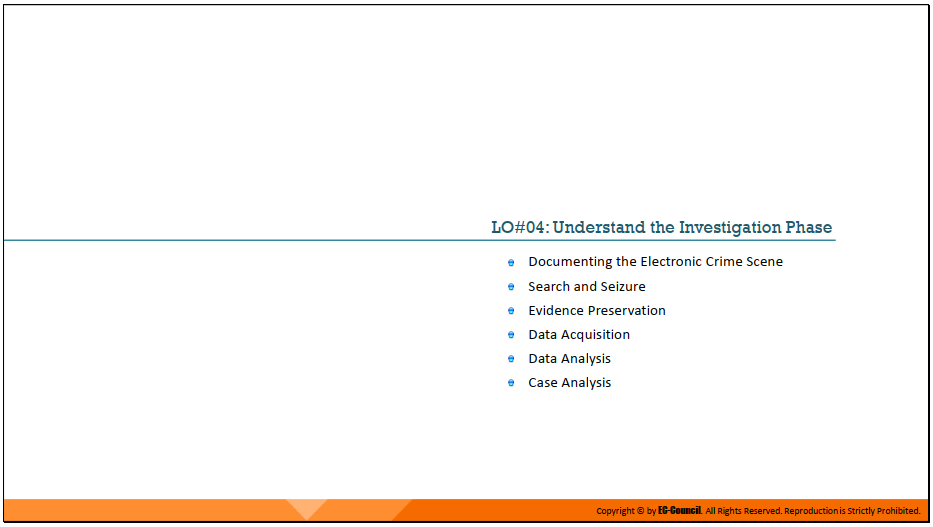 LO#04: Understand the Investigation Phase
Documenting the Electronic Crime Scene
Search and Seizure
Evidence Preservation
Data Acquisition
Data Analysis
Case Analysis
Copyright © by EC-Council. All Rights Reserved. Reproduction is Strictly Prohibited.